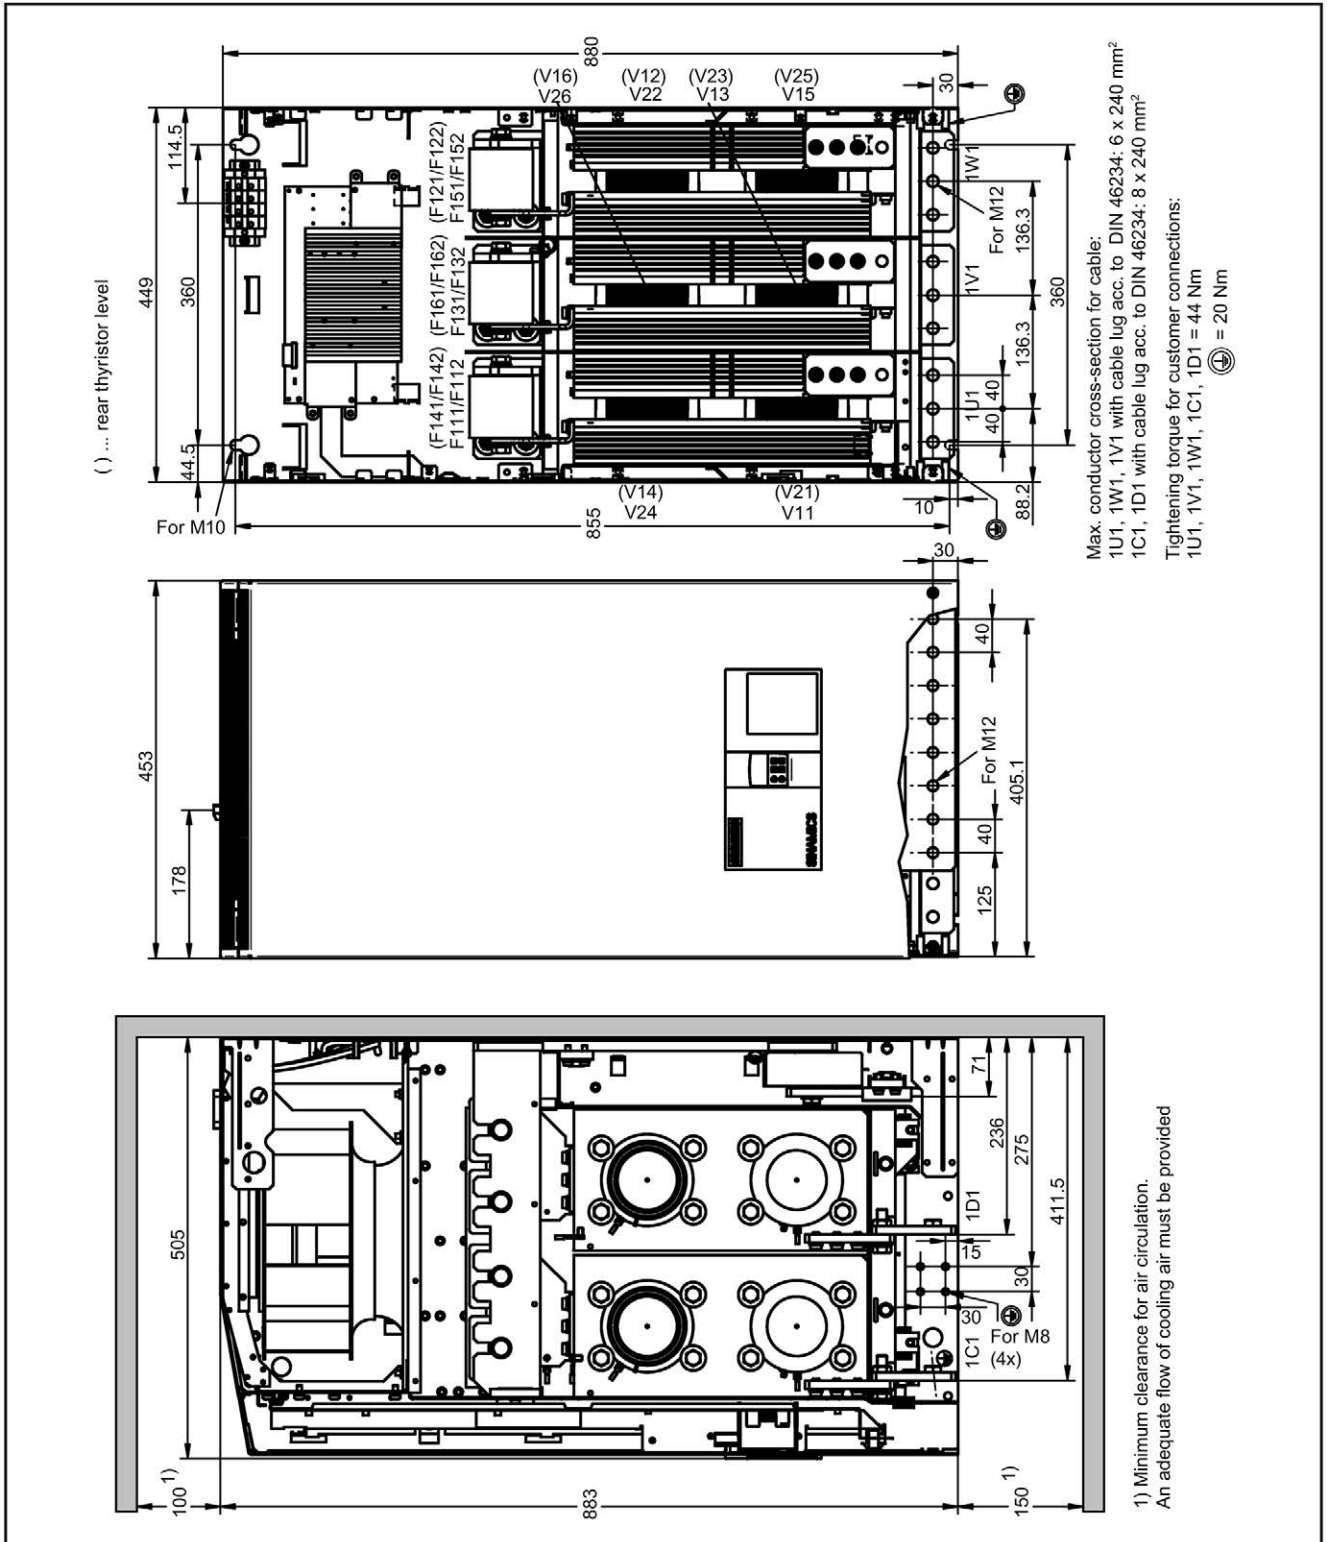 880
(V16)
V26
(V12)
V22
(V23)
V13
(V25)
V15
30
449
114.5
360
44.5
(F121/F122)
F151/F152
(F161/F162)
F131/F132
(F141/F142)
F111/F112
1W1
For M12
136.3
1V1
136.3
360
1U1
40
40
88.2
10
(V14)
V24
(V21)
V11
For M10
855
( ) ... rear thyristor level
Max. conductor cross-section for cable:
1U1, 1W1, 1V1 with cable lug acc. to DIN 46234: 6 x 240 mm²
1C1, 1D1 with cable lug acc. to DIN 46234: 8 x 240 mm²
Tightening torque for customer connections:
1U1, 1V1, 1W1, 1C1, 1D1 = 44 Nm
= 20 Nm
453
178
30
40
For M12
405.1
40
125
SINAMICS
505
71
236
275
411.5
1D1
15
30
30
1C1
For M8
(4x)
100 1)
883
150 1)
1) Minimum clearance for air circulation.
An adequate flow of cooling air must be provided